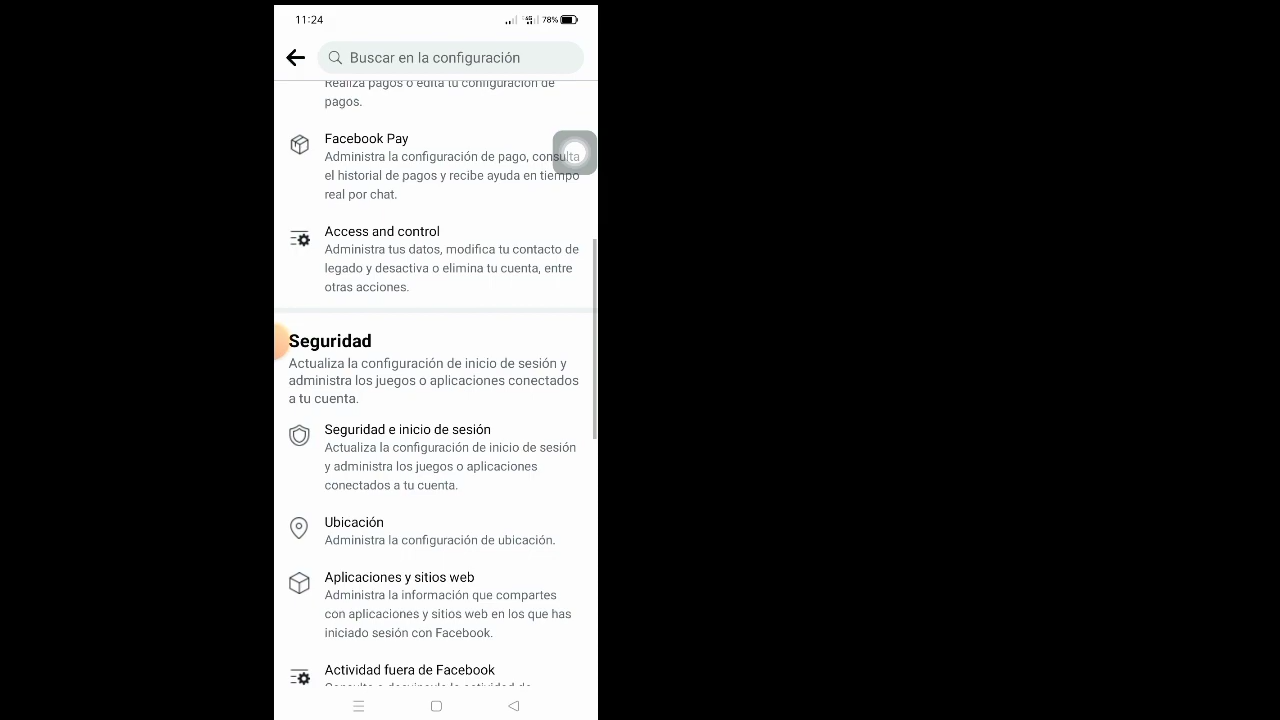 11:24
4G
78%
Buscar en la configuración
Realiza pagos o edita tu configuración de
pagos.
Facebook Pay
Administra la configuración de pago, consulta
el historial de pagos y recibe ayuda en tiempo
real por chat.
Access and control
Administra tus datos, modifica tu contacto de
legado y desactiva o elimina tu cuenta, entre
otras acciones.
Seguridad
Actualiza la configuración de inicio de sesión y
administra los juegos o aplicaciones conectados
a tu cuenta.
Seguridad e inicio de sesión
Actualiza la configuración de inicio de sesión
y administra los juegos o aplicaciones
conectados a tu cuenta.
Ubicación
Administra la configuración de ubicación.
Aplicaciones y sitios web
Administra la información que compartes
con aplicaciones y sitios web en los que has
iniciado sesión con Facebook.
Actividad fuera de Facebook